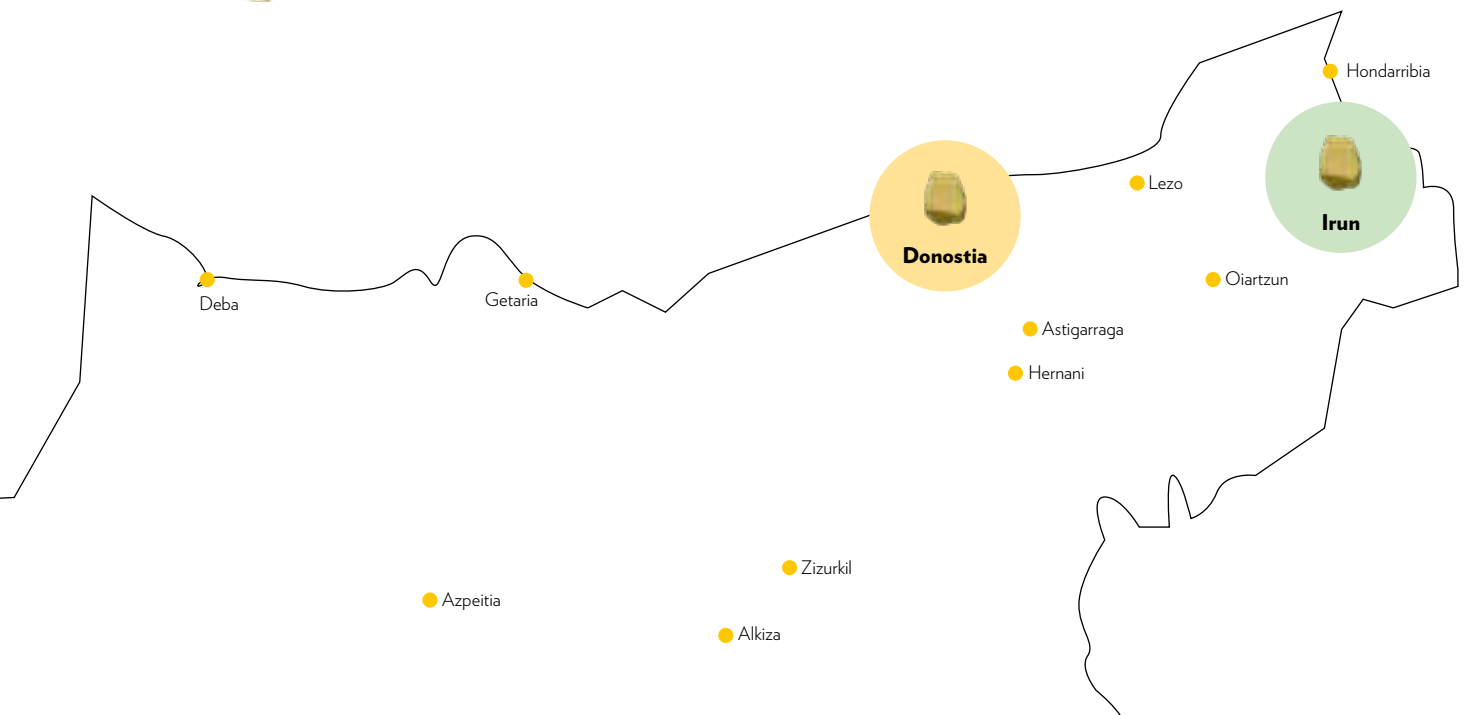 Hondarribia
Lezo
Irun
Donostia
Oiartzun
Deba
Getaria
Astigarraga
Hernani
Zizurkil
Azpeitia
Alkiza